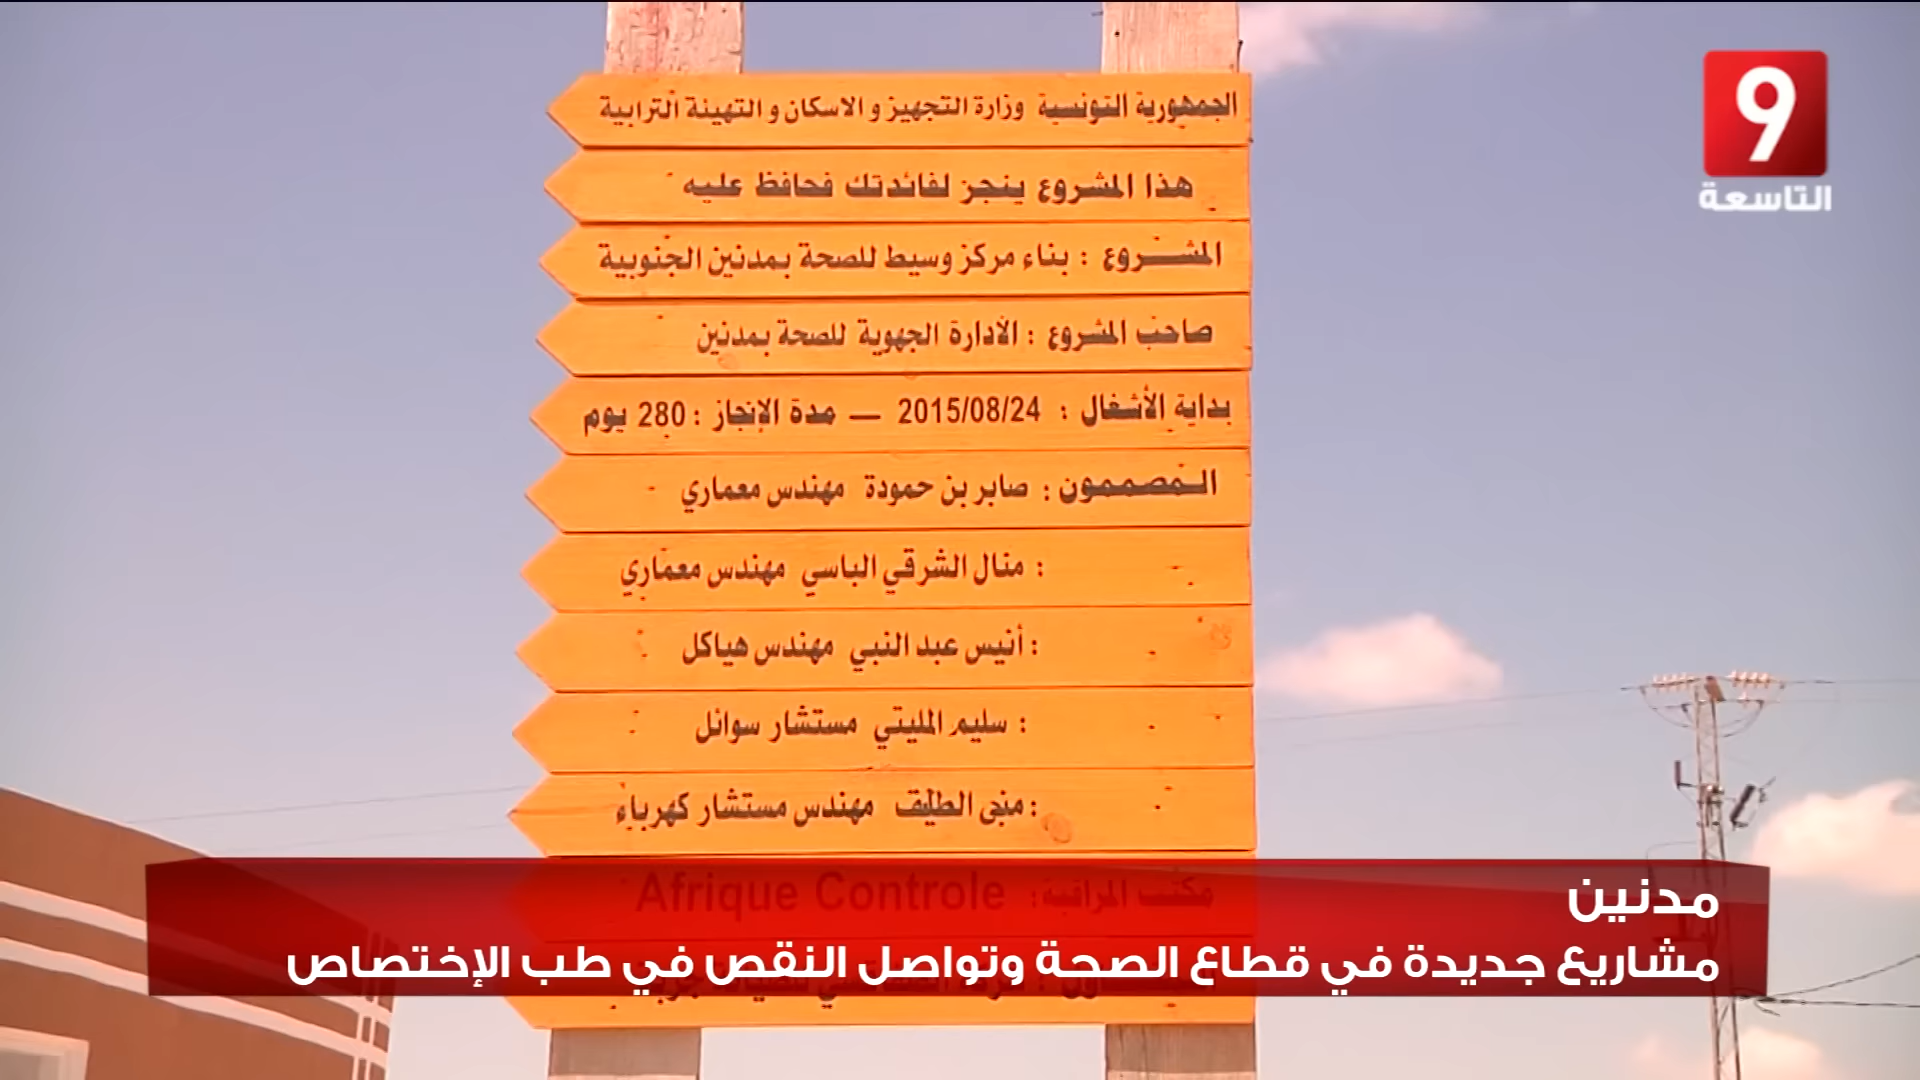 9
التاسعة
الجمهورية التونسية وزارة التجهيز و الاسكان و التهيئة الترابية
هذا المشروع ينجز لفائدتك فحافظ عليه
المشـــروع : بناء مركز وسيط للصحة بمدنين الجنوبية
صاحب المشروع : الأدارة الجهوية للصحة بمدنين
بداية الأشغال : 2015/08/24 — مدة الإنجاز : 280 يوم
المصممون : صابر بن حمودة مهندس معماري
: منال الشرقي الباسي مهندس معماري
: أنيس عبد النبي مهندس هياكل
: سليم المليتي مستشار سوائل
: منجى الطليق مهندس مستشار كهرباء
مكتب المراقبة: Afrique Controle
مدنين
مشاريع جديدة في قطاع الصحة وتواصل النقص في طب الإختصاص